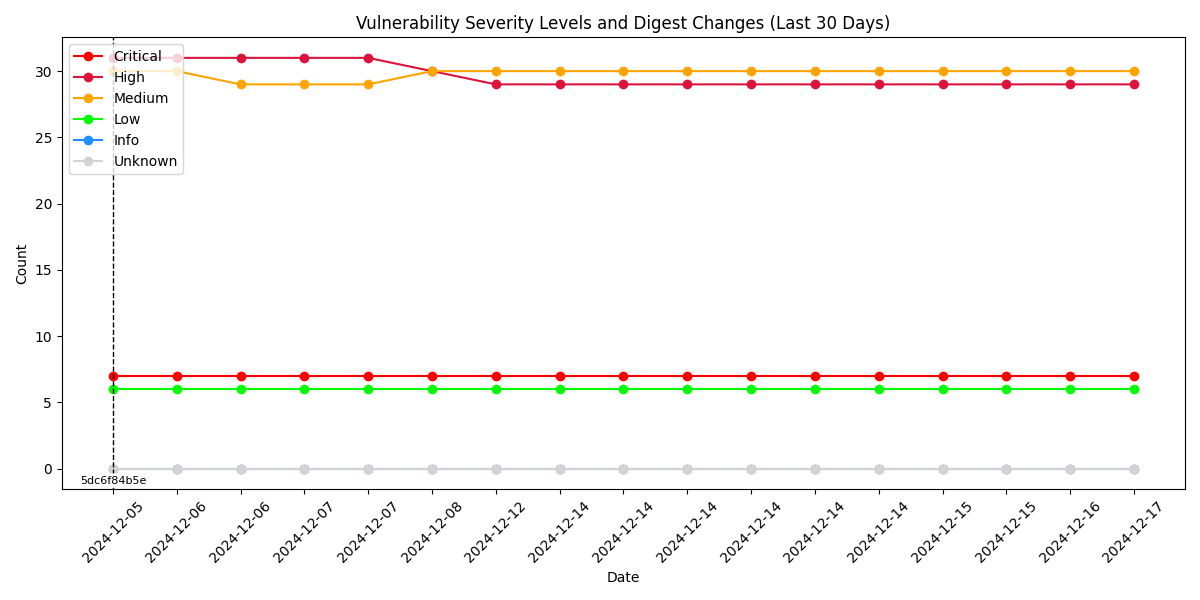 Vulnerability Severity Levels and Digest Changes (Last 30 Days)
Critical
High
Medium
Low
Info
Unknown
Count
30
25
20
15
10
5
0
5dc6f84b5e
2024-12-05
2024-12-06
2024-12-06
2024-12-07
2024-12-07
2024-12-08
2024-12-12
2024-12-14
2024-12-14
2024-12-14
2024-12-14
2024-12-14
2024-12-14
2024-12-15
2024-12-15
2024-12-16
2024-12-17
Date